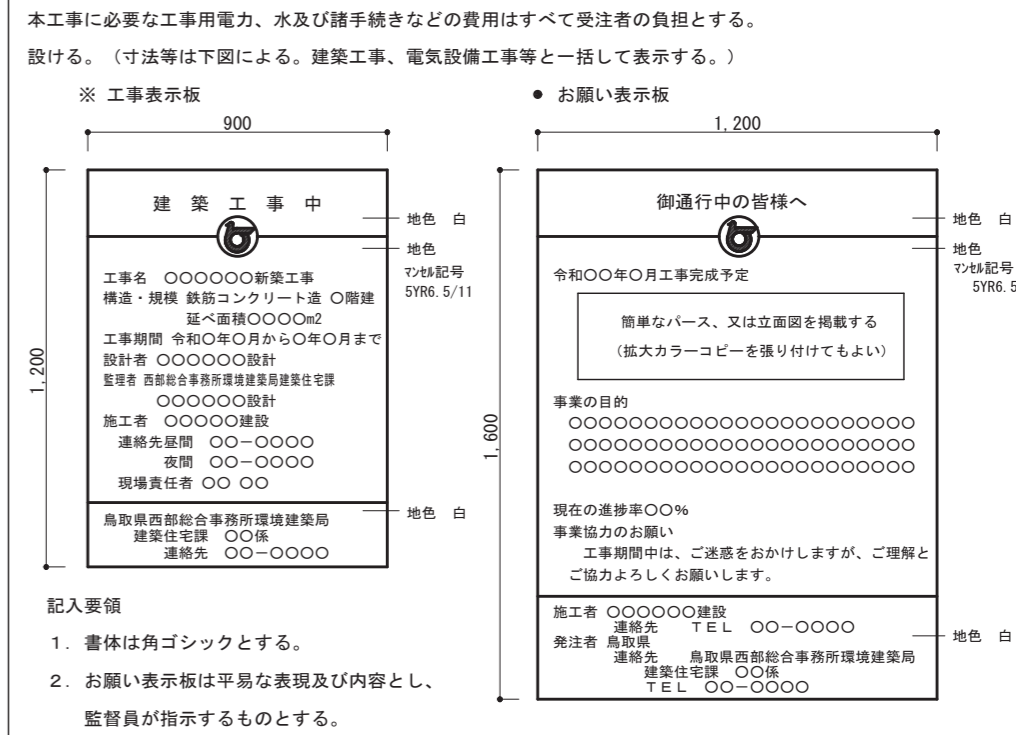 本工事に必要な工事用電力、水及び諸手続きなどの費用はすべて受注者の負担とする。
設ける。（寸法等は下図による。建築工事、電気設備工事等と一括して表示する。）
※ 工事表示板
900
1,200
建 築 工 事 中
地色 白
地色
マンセル記号
5YR6.5/11
工事名 〇〇〇〇〇〇新築工事
構造・規模 鉄筋コンクリート造 〇階建
延べ面積〇〇〇〇m2
工事期間 令和〇年〇月から〇年〇月まで
設計者 〇〇〇〇〇〇設計
監理者 西部総合事務所環境建築局建築住宅課
〇〇〇〇〇〇設計
施工者 〇〇〇〇〇建設
連絡先昼間 〇〇－〇〇〇〇
夜間 〇〇－〇〇〇〇
現場責任者 〇〇 〇〇
鳥取県西部総合事務所環境建築局
建築住宅課 〇〇係
連絡先 〇〇－〇〇〇〇
地色 白
記入要領
１．書体は角ゴシックとする。
２．お願い表示板は平易な表現及び内容とし、
監督員が指示するものとする。
● お願い表示板
1,200
1,600
御通行中の皆様へ
地色 白
地色
マンセル記号
5YR6.5
令和〇〇年〇月工事完成予定
簡単なパース、又は立面図を掲載する
（拡大カラーコピーを張り付けてもよい）
事業の目的
〇〇〇〇〇〇〇〇〇〇〇〇〇〇〇〇〇〇〇〇〇〇〇
〇〇〇〇〇〇〇〇〇〇〇〇〇〇〇〇〇〇〇〇〇〇〇
〇〇〇〇〇〇〇〇〇〇〇〇〇〇〇〇〇〇〇〇〇〇〇
現在の進捗率〇〇%
事業協力のお願い
工事期間中は、ご迷惑をおかけしますが、ご理解と
ご協力よろしくお願いします。
施工者 〇〇〇〇〇〇建設
連絡先 ＴＥＬ 〇〇－〇〇〇〇
発注者 鳥取県
連絡先 鳥取県西部総合事務所環境建築局
建築住宅課 〇〇係
ＴＥＬ 〇〇－〇〇〇〇
地色 白